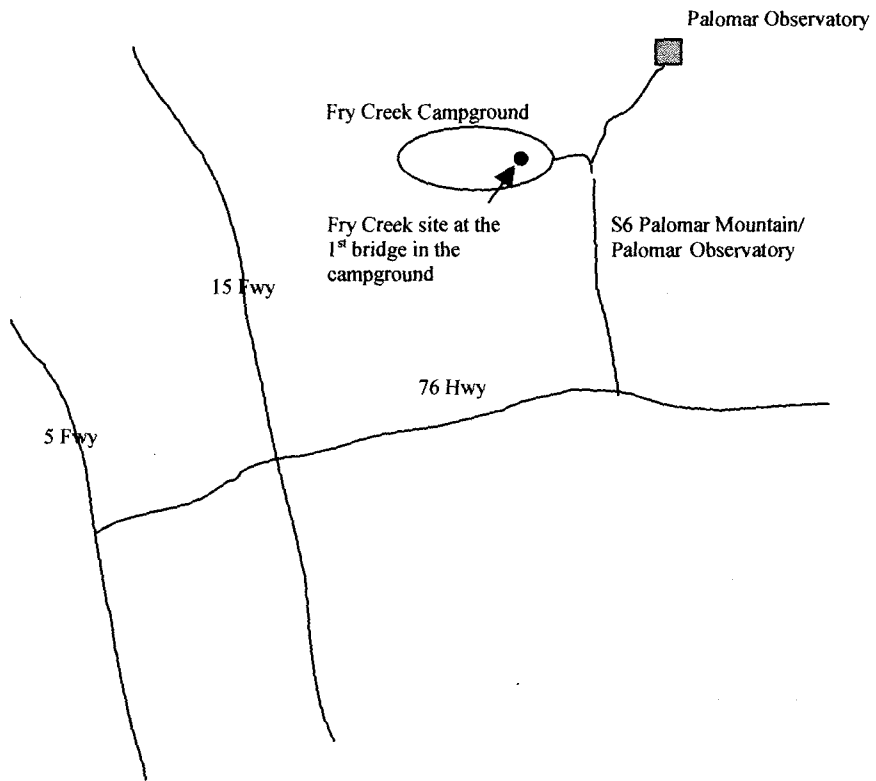 Palomar Observatory
Fry Creek Campground
Fry Creek site at the
1st bridge in the
campground
S6 Palomar Mountain/
Palomar Observatory
15 Fwy
76 Hwy
5 Fwy